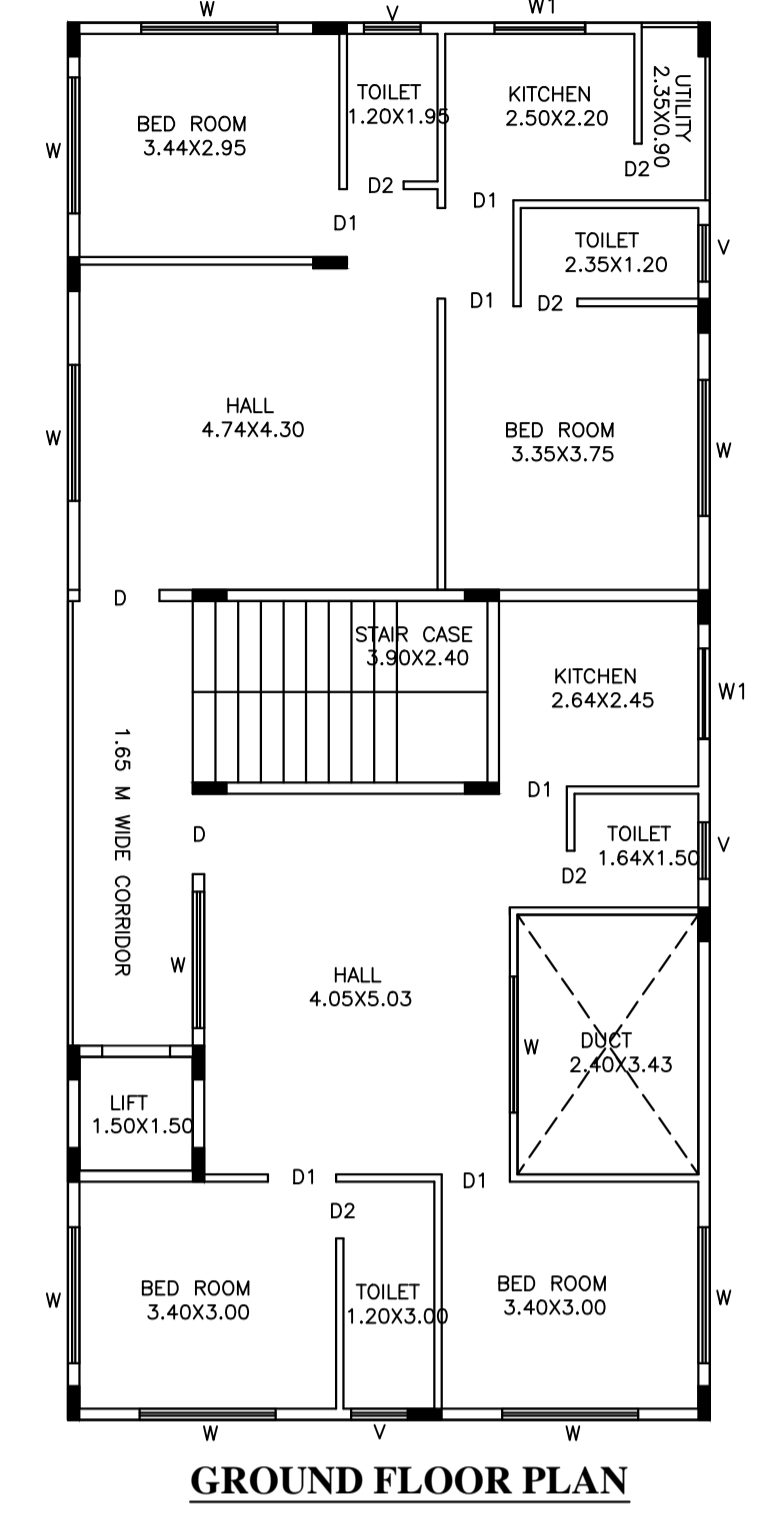 W
V
W1
TOILET
1.20X1.95
KITCHEN
2.50X2.20
UTILITY
2.35X0.90
BED ROOM
3.44X2.95
W
D2
D2
D1
D1
TOILET
2.35X1.20
V
D1
D2
HALL
4.74X4.30
W
BED ROOM
3.35X3.75
W
D
STAIR CASE
3.90X2.40
KITCHEN
2.64X2.45
W1
1.65 M WIDE CORRIDOR
D1
D
TOILET
1.64X1.50
V
D2
W
HALL
4.05X5.03
W
DUCT
2.40X3.43
LIFT
1.50X1.50
D1
D1
D2
BED ROOM
3.40X3.00
W
TOILET
1.20X3.00
BED ROOM
3.40X3.00
W
W
V
W
GROUND FLOOR PLAN